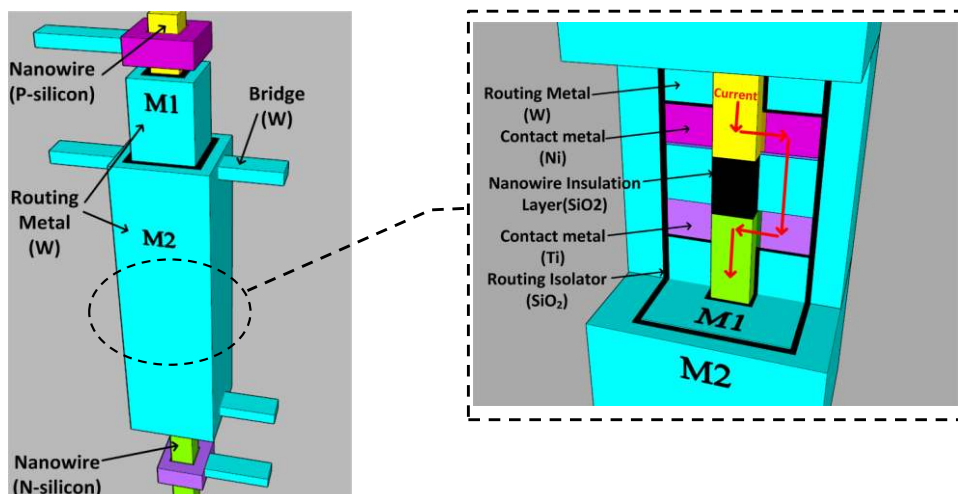 Nanowire
(P-silicon)
M1
Bridge
(W)
Routing
Metal
(W)
M2
Nanowire
(N-silicon)
Routing Metal
(W)
Contact metal
(Ni)
Nanowire Insulation
Layer(SiO2)
Contact metal
(Ti)
Routing Isolator
(SiO₂)
Current
M1
M2